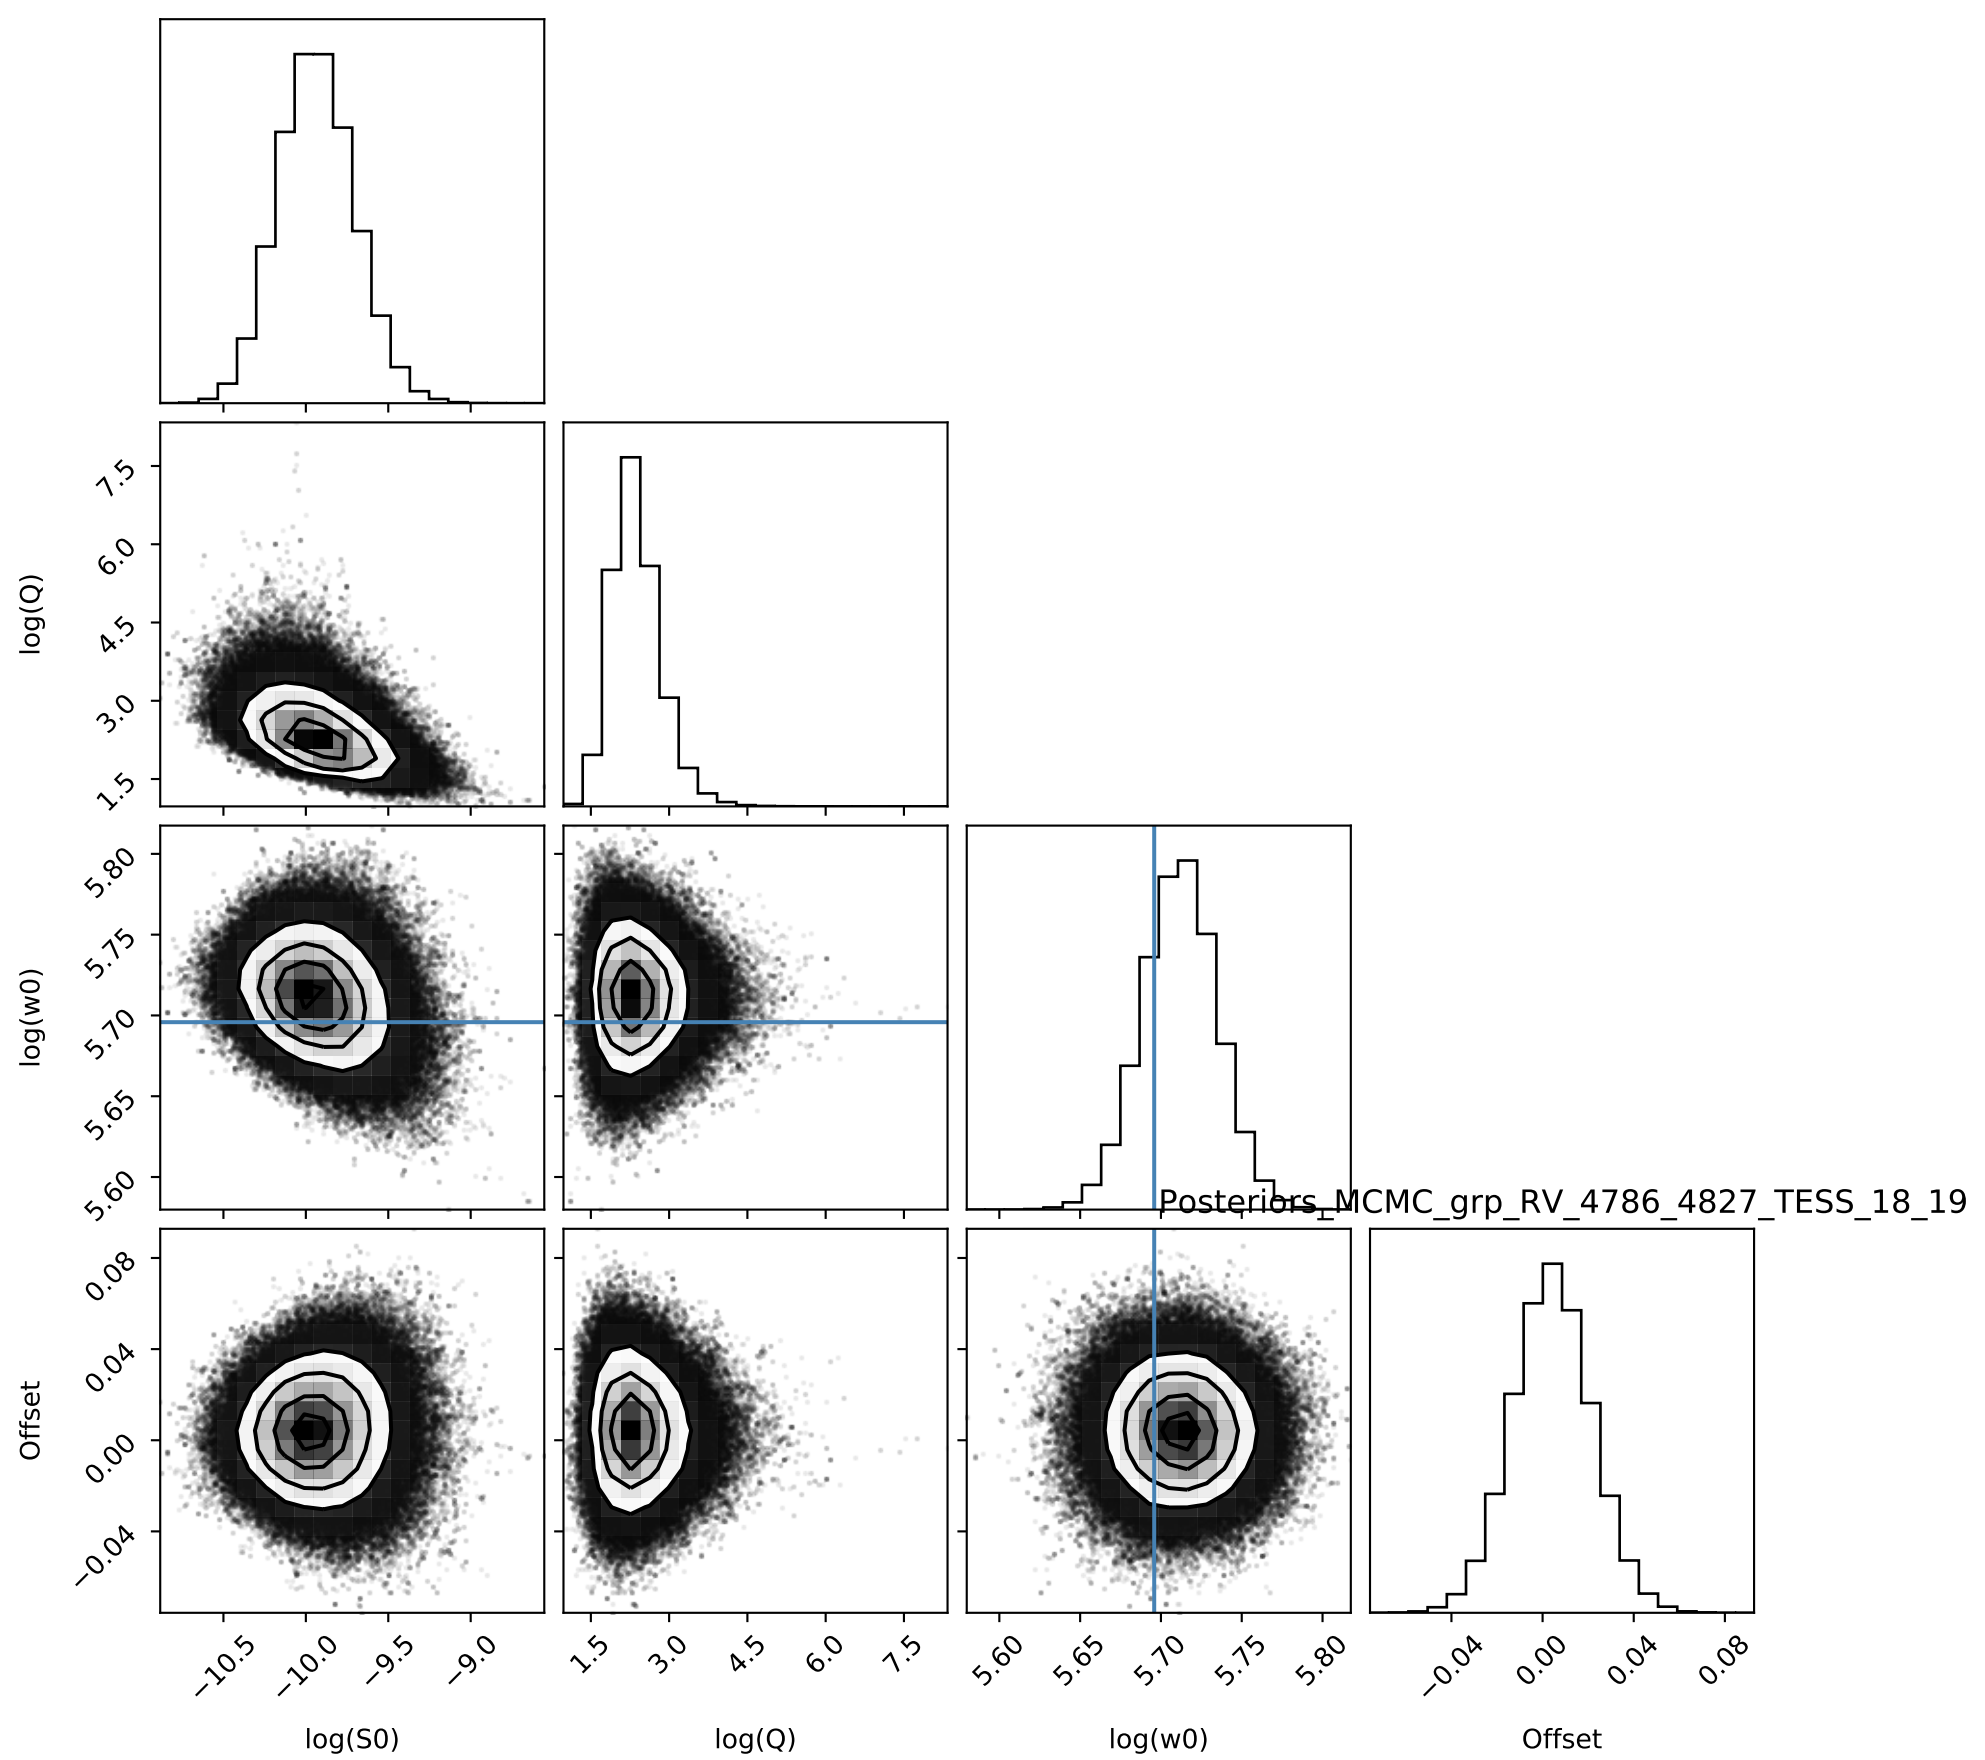 7.5
6.0
4.5
3.0
1.5
log(Q)
5.80
5.75
5.70
5.65
5.60
log(w0)
Posteriors_MCMC_grp_RV_4786_4827_TESS_18_19
0.08
0.04
0.00
−0.04
Offset
−10.5 −10.0 −9.5 −9.0 1.5 3.0 4.5 6.0 7.5 5.60 5.65 5.70 5.75 5.80 −0.04 0.00 0.04 0.08
log(S0) log(Q) log(w0) Offset